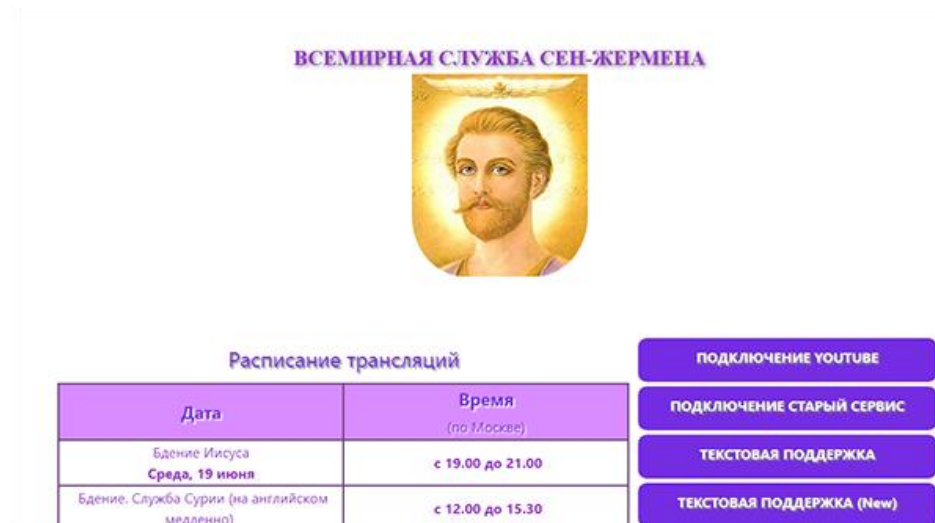 ВСЕМИРНАЯ СЛУЖБА СЕН-ЖЕРМЕНА
Расписание трансляций
Дата
Время
(по Москве)
Бдение Иисуса
Среда, 19 июня
с 19.00 до 21.00
Бдение. Служба Сурии (на английском
медленно)
с 12.00 до 15.30
ПОДКЛЮЧЕНИЕ YOUTUBE
ПОДКЛЮЧЕНИЕ СТАРЫЙ СЕРВИС
ТЕКСТОВАЯ ПОДДЕРЖКА
ТЕКСТОВАЯ ПОДДЕРЖКА (New)